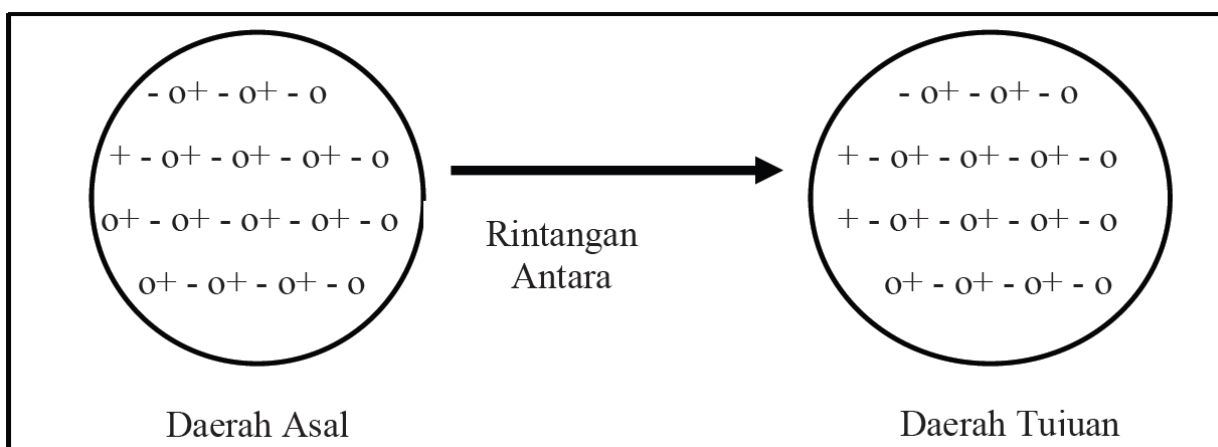 - o+ - o+ - o
+ - o+ - o+ - o+ - o
o+ - o+ - o+ - o+ - o
o+ - o+ - o+ - o
Rintangan
Antara
- o+ - o+ - o
+ - o+ - o+ - o+ - o
+ - o+ - o+ - o+ - o
o+ - o+ - o+ - o
Daerah Asal
Daerah Tujuan